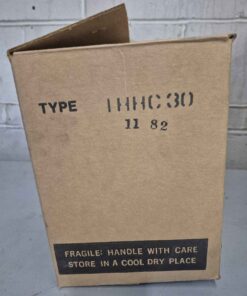 TYPE 1HHC30
11 82
FRAGILE: HANDLE WITH CARE
STORE IN A COOL DRY PLACE